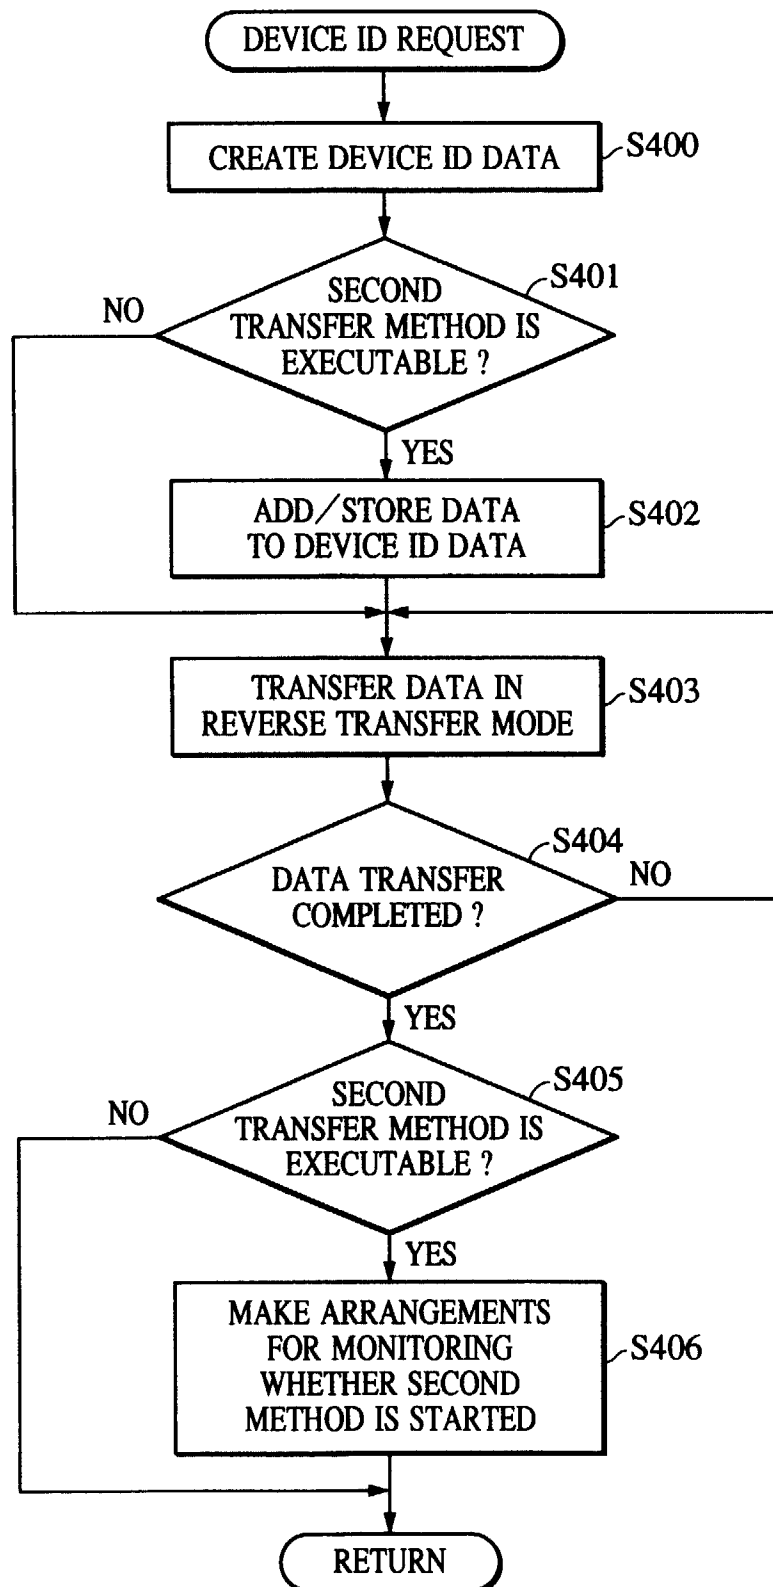 DEVICE ID REQUEST
CREATE DEVICE ID DATA
S400
S401
SECOND
TRANSFER METHOD IS
EXECUTABLE ?
NO
YES
ADD/STORE DATA
TO DEVICE ID DATA
S402
TRANSFER DATA IN
REVERSE TRANSFER MODE
S403
S404
DATA TRANSFER
COMPLETED ?
NO
YES
S405
SECOND
TRANSFER METHOD IS
EXECUTABLE ?
NO
YES
MAKE ARRANGEMENTS
FOR MONITORING
WHETHER SECOND
METHOD IS STARTED
S406
RETURN